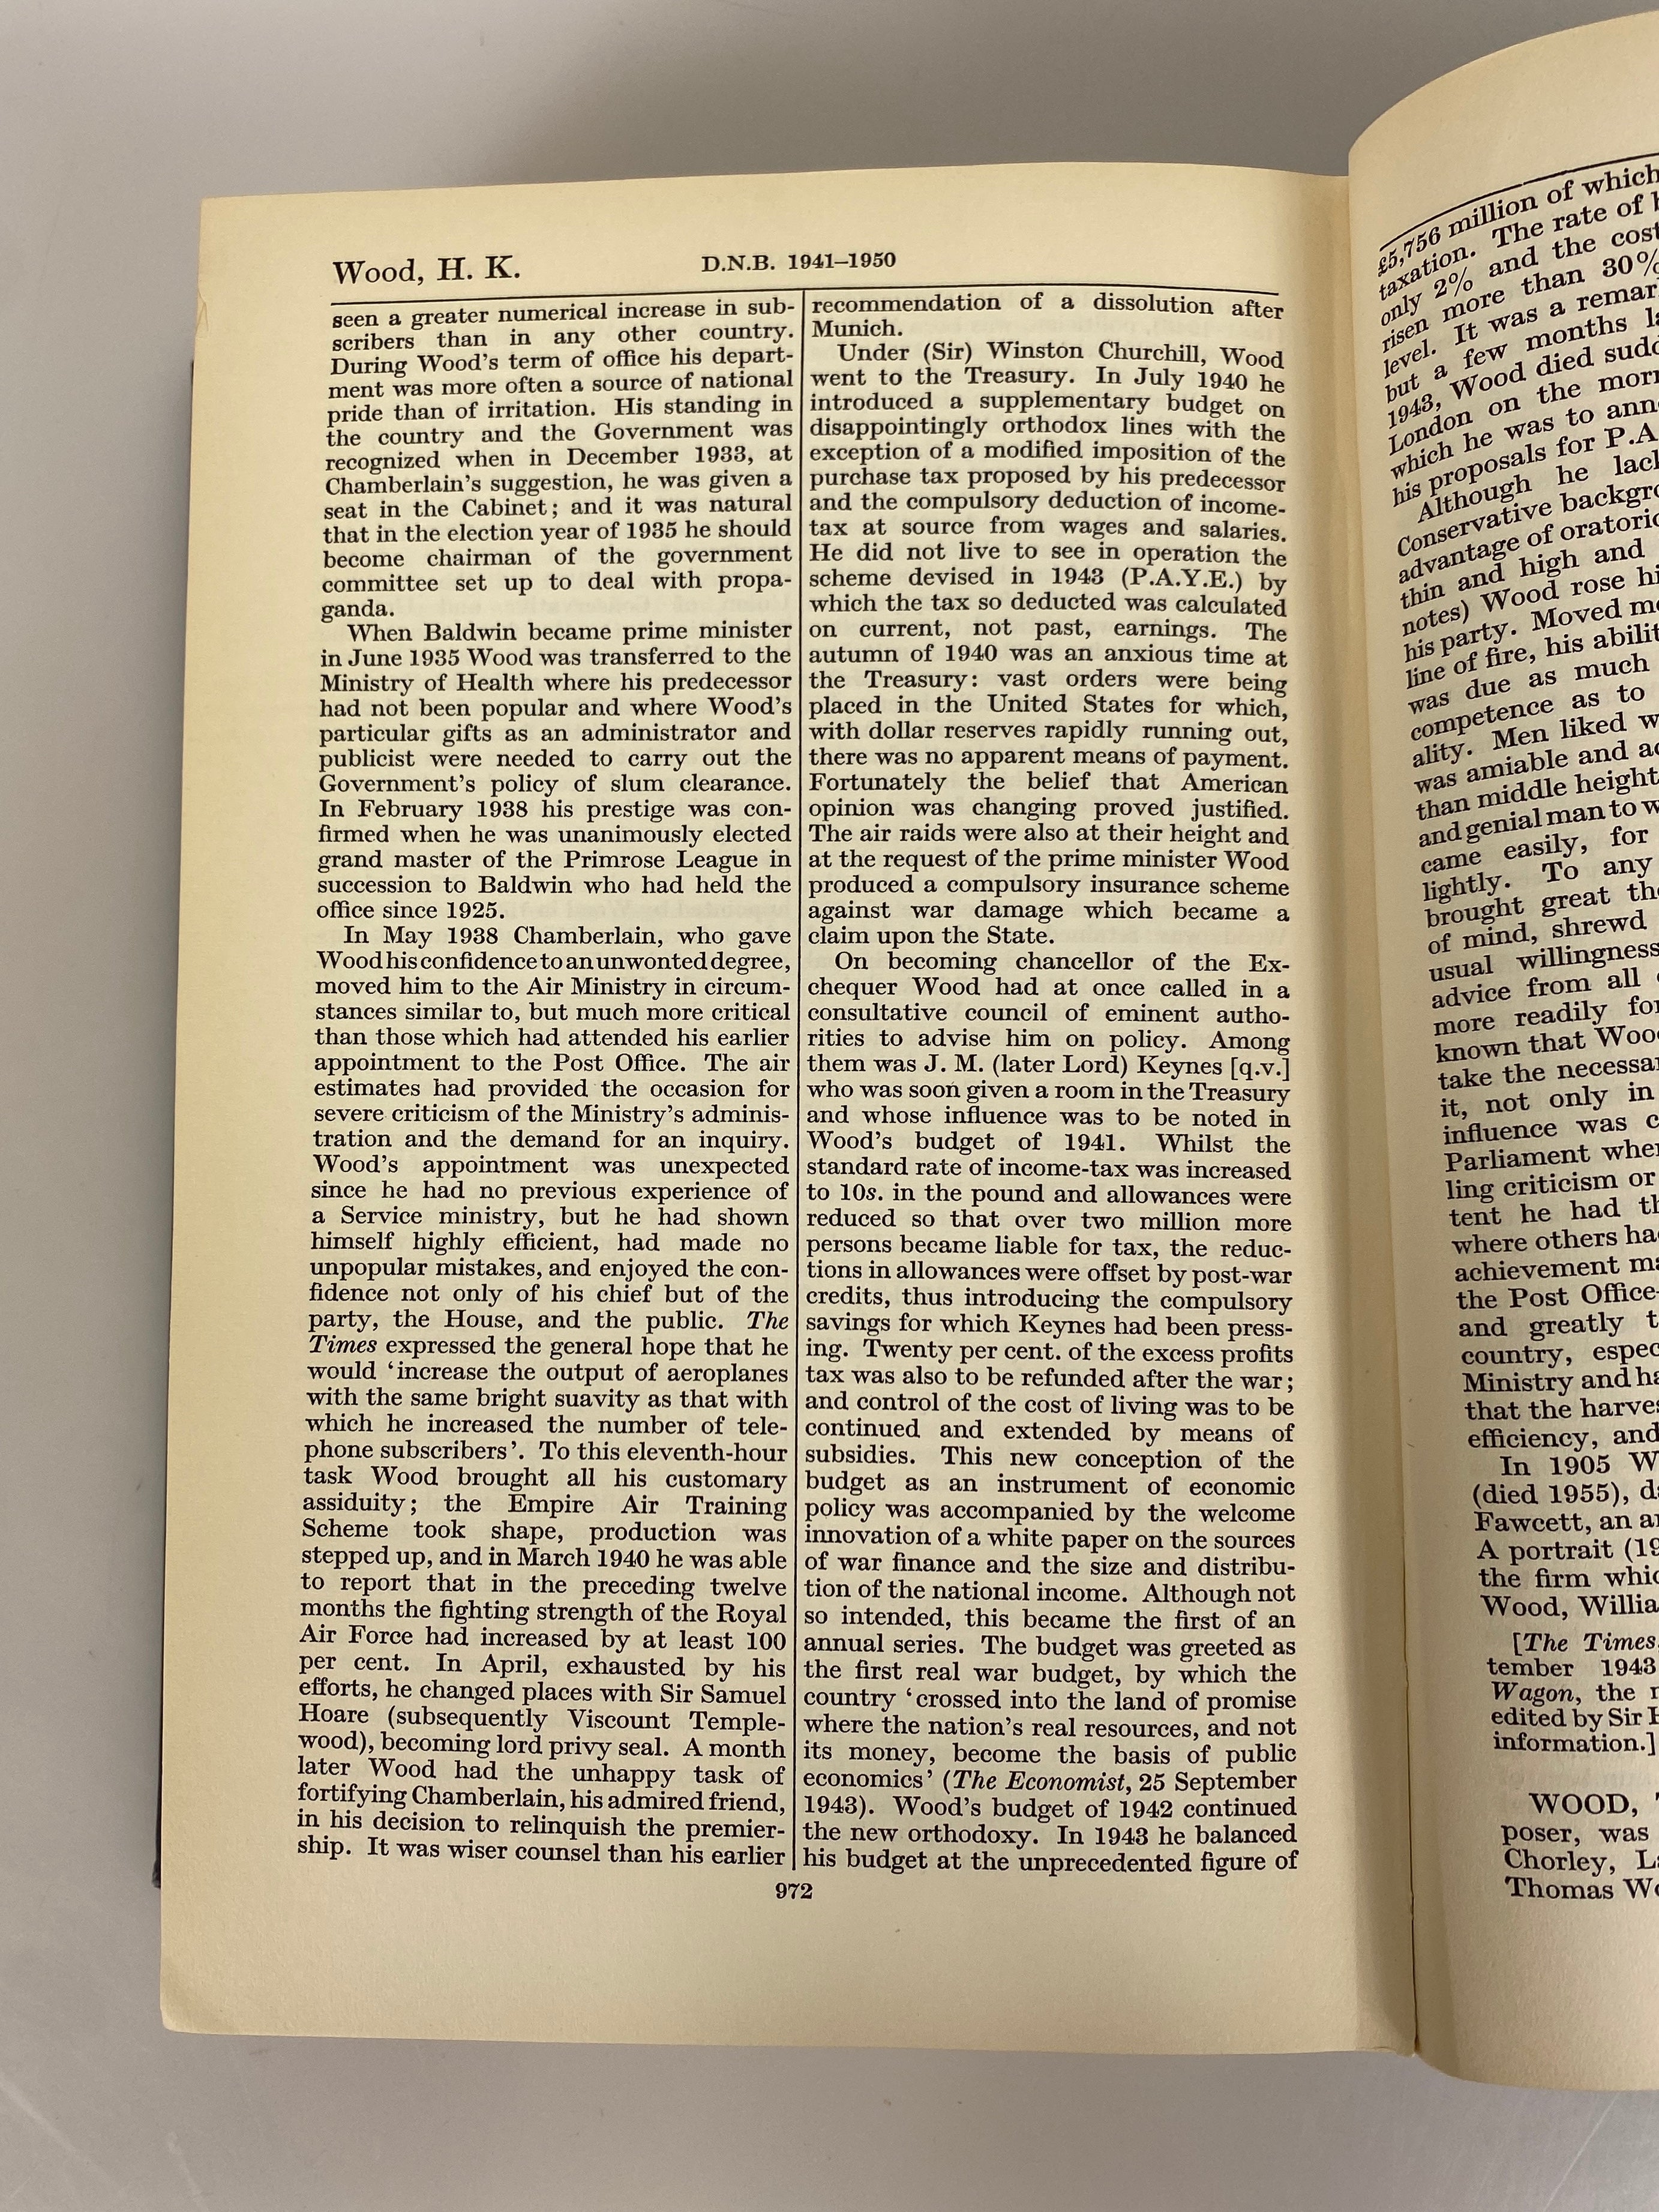 Wood, H. K.
D.N.B. 1941–1950
seen a greater numerical increase in sub-
scribers than in any other country.
During Wood's term of office his depart-
ment was more often a source of national
pride than of irritation. His standing in
the country and the Government was
recognized when in December 1933, at
Chamberlain's suggestion, he was given a
seat in the Cabinet; and it was natural
that in the election year of 1935 he should
become chairman of the government
committee set up to deal with propa-
ganda.
When Baldwin became prime minister
in June 1935 Wood was transferred to the
Ministry of Health where his predecessor
had not been popular and where Wood's
particular gifts as an administrator and
publicist were needed to carry out the
Government's policy of slum clearance.
In February 1938 his prestige was con-
firmed when he was unanimously elected
grand master of the Primrose League in
succession to Baldwin who had held the
office since 1925.
In May 1938 Chamberlain, who gave
Wood his confidence to an unwonted degree,
moved him to the Air Ministry in circum-
stances similar to, but much more critical
than those which had attended his earlier
appointment to the Post Office. The air
estimates had provided the occasion for
severe criticism of the Ministry's adminis-
tration and the demand for an inquiry.
Wood's appointment was unexpected
since he had no previous experience of
a Service ministry, but he had shown
himself highly efficient, had made no
unpopular mistakes, and enjoyed the con-
fidence not only of his chief but of the
party, the House, and the public. The
Times expressed the general hope that he
would ‘increase the output of aeroplanes
with the same bright suavity as that with
which he increased the number of tele-
phone subscribers’. To this eleventh-hour
task Wood brought all his customary
assiduity; the Empire Air Training
Scheme took shape, production was
stepped up, and in March 1940 he was able
to report that in the preceding twelve
months the fighting strength of the Royal
Air Force had increased by at least 100
per cent. In April, exhausted by his
efforts, he changed places with Sir Samuel
Hoare (subsequently Viscount Temple-
wood), becoming lord privy seal. A month
later Wood had the unhappy task of
fortifying Chamberlain, his admired friend,
in his decision to relinquish the premier-
ship. It was wiser counsel than his earlier
recommendation of a dissolution after
Munich.
Under (Sir) Winston Churchill, Wood
went to the Treasury. In July 1940 he
introduced a supplementary budget on
disappointingly orthodox lines with the
exception of a modified imposition of the
purchase tax proposed by his predecessor
and the compulsory deduction of income-
tax at source from wages and salaries.
He did not live to see in operation the
scheme devised in 1943 (P.A.Y.E.) by
which the tax so deducted was calculated
on current, not past, earnings. The
autumn of 1940 was an anxious time at
the Treasury: vast orders were being
placed in the United States for which,
with dollar reserves rapidly running out,
there was no apparent means of payment.
Fortunately the belief that American
opinion was changing proved justified.
The air raids were also at their height and
at the request of the prime minister Wood
produced a compulsory insurance scheme
against war damage which became a
claim upon the State.
On becoming chancellor of the Ex-
chequer Wood had at once called in a
consultative council of eminent autho-
rities to advise him on policy. Among
them was J. M. (later Lord) Keynes [q.v.]
who was soon given a room in the Treasury
and whose influence was to be noted in
Wood's budget of 1941. Whilst the
standard rate of income-tax was increased
to 10s. in the pound and allowances were
reduced so that over two million more
persons became liable for tax, the reduc-
tions in allowances were offset by post-war
credits, thus introducing the compulsory
savings for which Keynes had been press-
ing. Twenty per cent. of the excess profits
tax was also to be refunded after the war;
and control of the cost of living was to be
continued and extended by means of
subsidies. This new conception of the
budget as an instrument of economic
policy was accompanied by the welcome
innovation of a white paper on the sources
of war finance and the size and distribu-
tion of the national income. Although not
so intended, this became the first of an
annual series. The budget was greeted as
the first real war budget, by which the
country ‘crossed into the land of promise
where the nation's real resources, and not
its money, become the basis of public
economics’ (The Economist, 25 September
1943). Wood's budget of 1942 continued
the new orthodoxy. In 1943 he balanced
his budget at the unprecedented figure of
972
£5,756 million of which
taxation. The rate of
only 2% and the cost
risen more than 30%
level. It was a
but a few months
1943, Wood died
London on the
which he was to
his proposals for
Although he
Conservative
advantage of
thin and high and
notes) Wood rose
his party. Moved
line of fire, his
was due as much
competence as to
ality. Men liked
was amiable and
than middle height
and genial man to
came easily, for
lightly. To any
brought great
of mind, shrewd
usual willingness
advice from all
more readily
known that
take the
it, not only in
influence was
Parliament
ling criticism or
tent he had
where others
achievement
the Post Office
and greatly
country,
Ministry and
that the
efficiency, and
In 1905
(died 1955),
Fawcett, an
A portrait
the firm
Wood,
[The Times
tember 1943
Wagon, the
edited by Sir
information.]
WOOD,
poser, was
Chorley,
Thomas